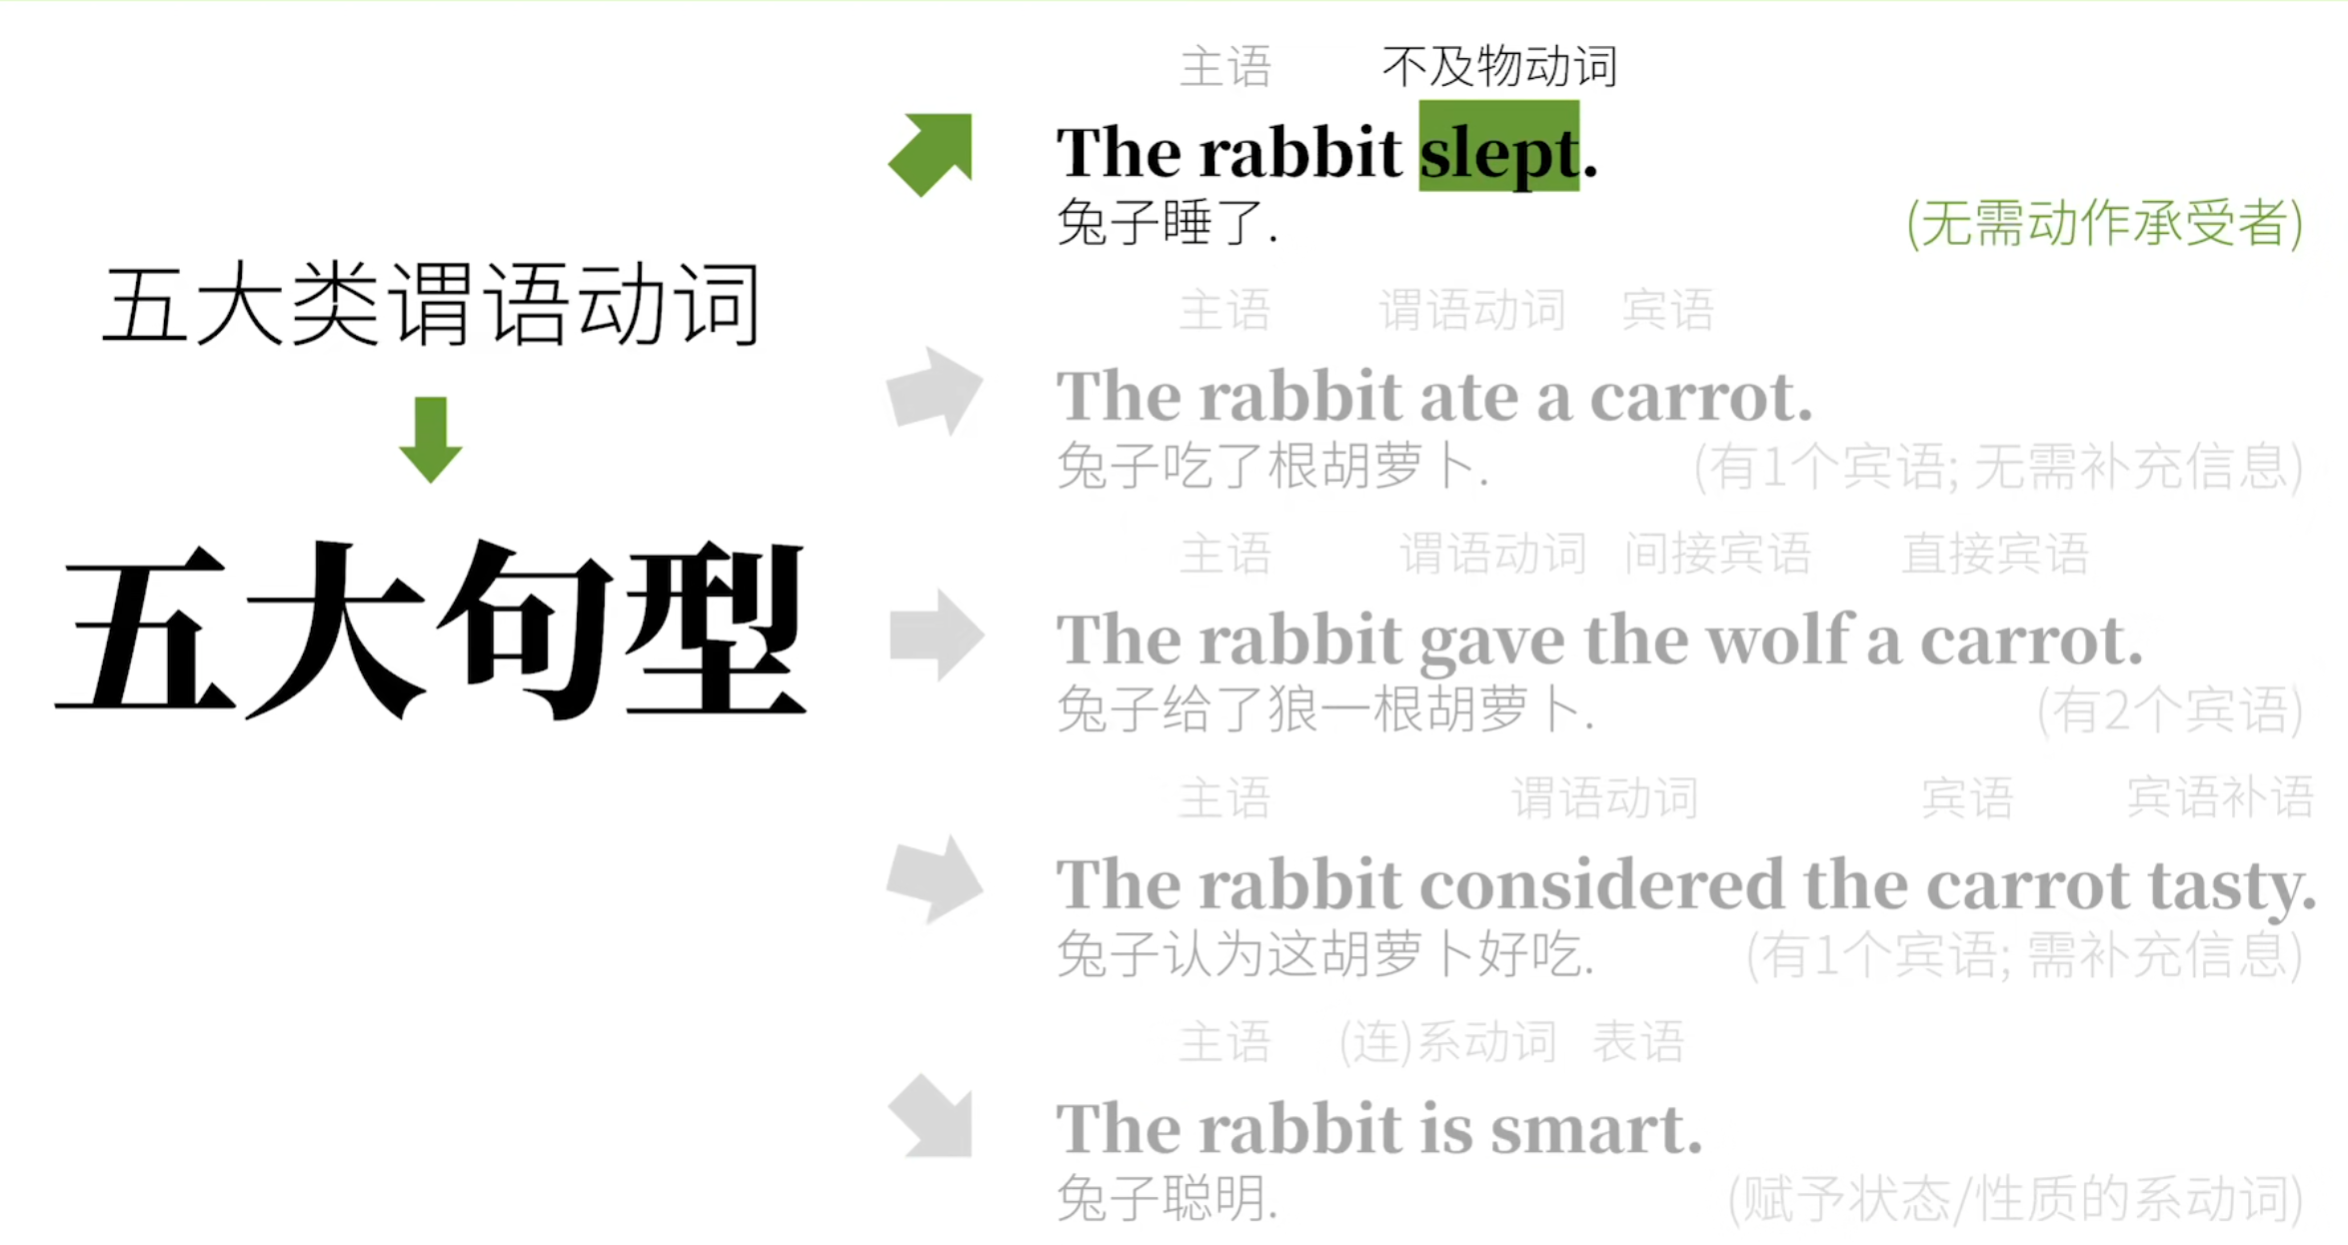 五大类谓语动词
五大句型
主语 不及物动词
The rabbit slept.
兔子睡了.
(无需动作承受者)
主语 谓语动词 宾语
The rabbit ate a carrot.
兔子吃了根胡萝卜.
(有1个宾语; 无需补充信息)
主语 谓语动词 间接宾语 直接宾语
The rabbit gave the wolf a carrot.
兔子给了狼一根胡萝卜.
(有2个宾语)
主语 谓语动词 宾语 宾语补语
The rabbit considered the carrot tasty.
兔子认为这胡萝卜好吃.
(有1个宾语; 需补充信息)
主语 (连)系动词 表语
The rabbit is smart.
兔子聪明.
(赋予状态/性质的系动词)